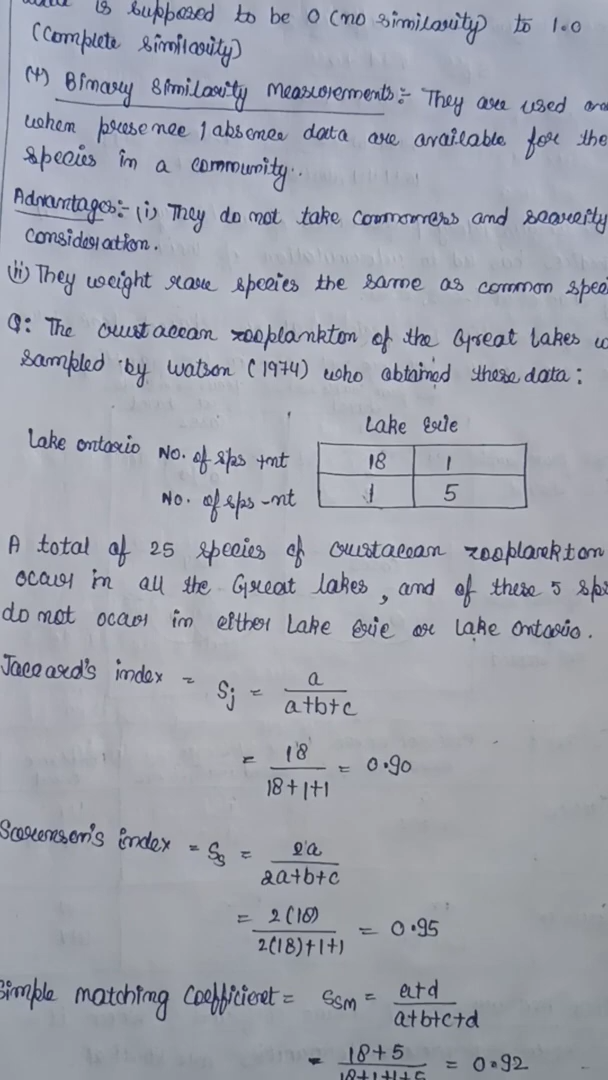 is supposed to be 0 (no similarity) to 1.0
(complete similarity)
(*) Binary Similarity Measurements:- They are used
when presence / absence data are available for the
species in a community.
Advantages:- (i) They do not take commomess and scarcity
consideration.
(ii) They weight rare species the same as common
Q: The crustacean zooplankton of the Great lakes
sampled by Watson (1974) who obtained these data:
Lake Erie
Lake Ontario No. of sps +nt 18 1
No. of sps -nt 1 5
A total of 25 species of crustacean zooplankton
occur in all the Great lakes, and of these 5
do not occur in either Lake Erie or Lake Ontario.
Jaccard's index = Sj = a / a+b+c
= 18 / 18+1+1 = 0.90
Sorenson's index = Ss = 2a / 2a+b+c
= 2(18) / 2(18)+1+1 = 0.95
Simple matching Coefficient = SSM = a+d / a+b+c+d
= 18+5 / 18+1+1+5 = 0.92